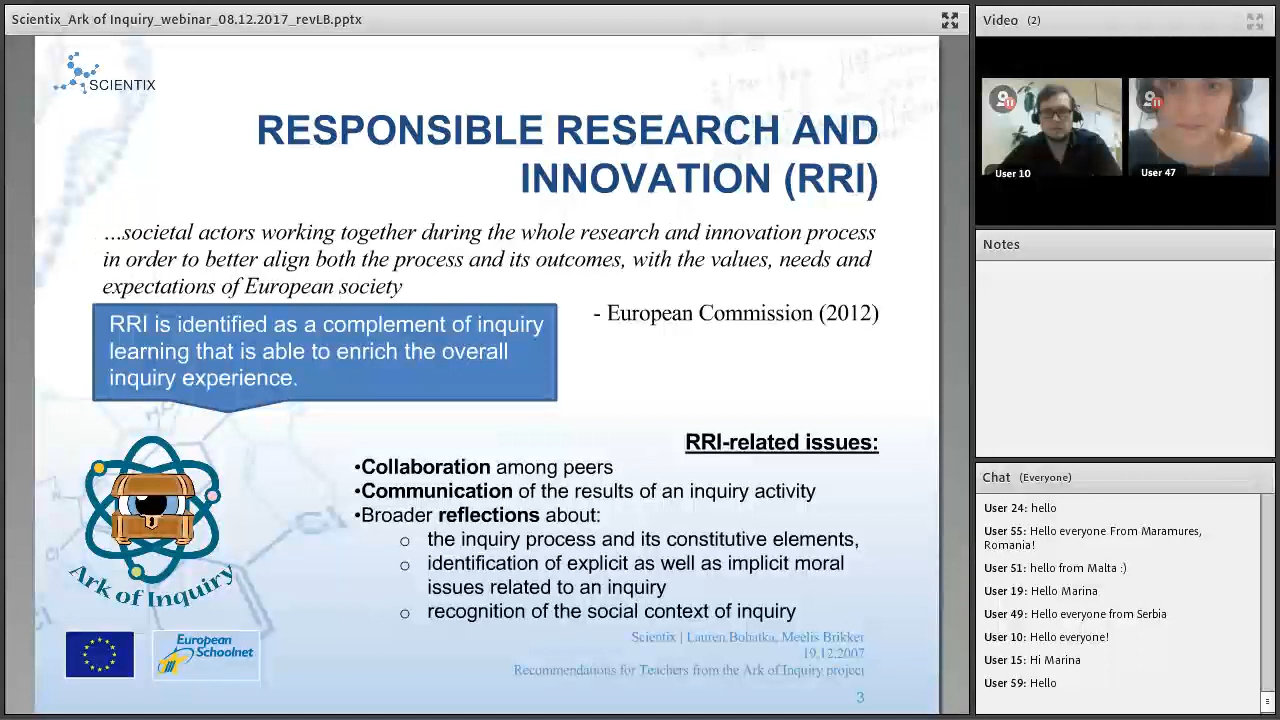 Scientix_Ark of Inquiry_webinar_08.12.2017_revLB.pptx
SCIENTIX
RESPONSIBLE RESEARCH AND
INNOVATION (RRI)
...societal actors working together during the whole research and innovation process
in order to better align both the process and its outcomes, with the values, needs and
expectations of European society
- European Commission (2012)
RRI is identified as a complement of inquiry
learning that is able to enrich the overall
inquiry experience.
RRI-related issues:
•Collaboration among peers
•Communication of the results of an inquiry activity
•Broader reflections about:
o the inquiry process and its constitutive elements,
o identification of explicit as well as implicit moral
issues related to an inquiry
o recognition of the social context of inquiry
Ark of Inquiry
European
Schoolnet
Scientix | Lauren Bohatka, Meelis Brikker
19.12.2007
Recommendations for Teachers from the Ark of Inquiry project
3
Video (2)
User 10
User 47
Notes
Chat (Everyone)
User 24: hello
User 55: Hello everyone From Maramures,
Romania!
User 51: hello from Malta :)
User 19: Hello Marina
User 49: Hello everyone from Serbia
User 10: Hello everyone!
User 15: Hi Marina
User 59: Hello